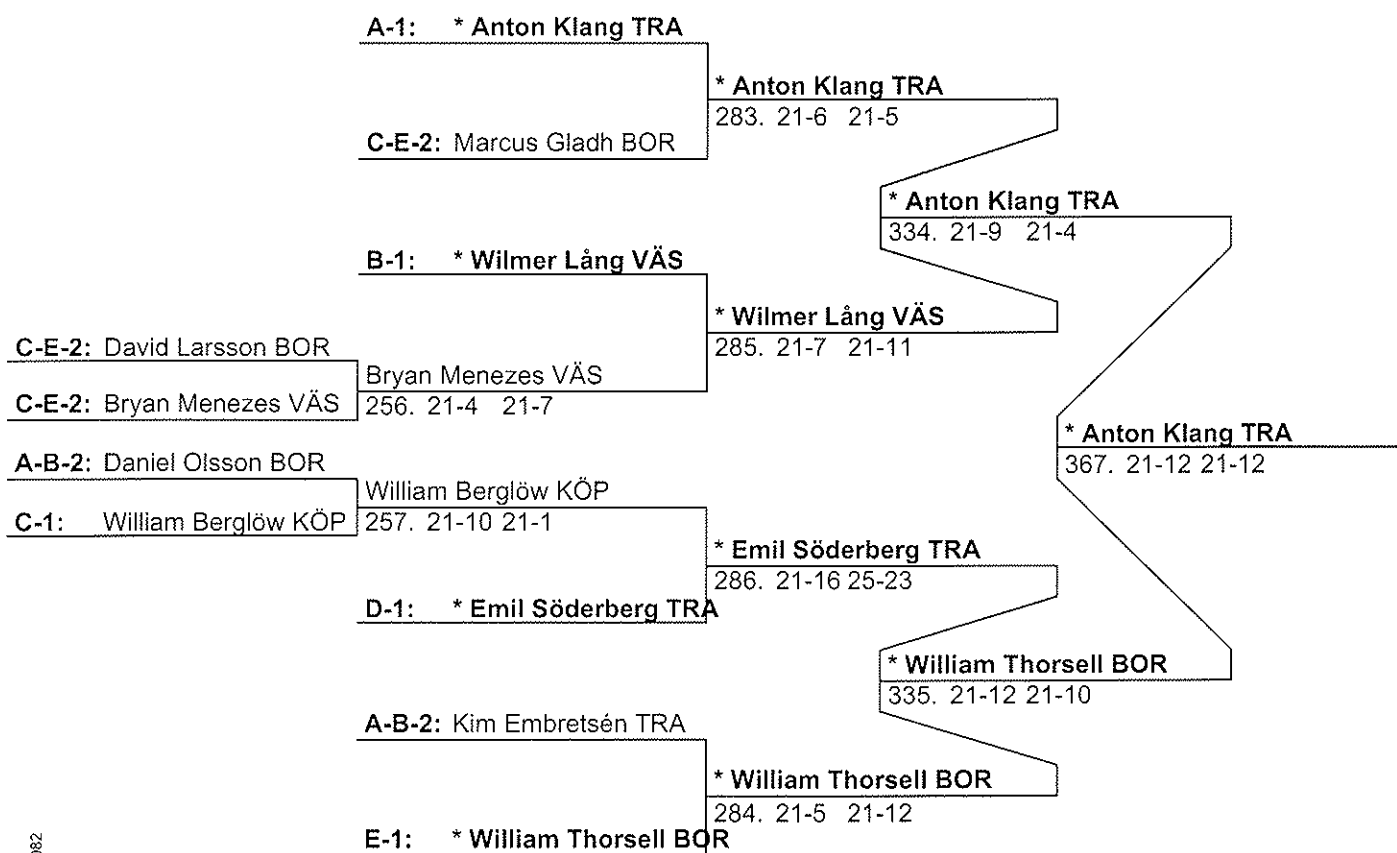 A-1: * Anton Klang TRA
* Anton Klang TRA
283. 21-6 21-5
C-E-2: Marcus Gladh BOR
* Anton Klang TRA
334. 21-9 21-4
B-1: * Wilmer Lång VÄS
* Wilmer Lång VÄS
285. 21-7 21-11
C-E-2: David Larsson BOR
Bryan Menezes VÄS
C-E-2: Bryan Menezes VÄS
256. 21-4 21-7
* Anton Klang TRA
367. 21-12 21-12
A-B-2: Daniel Olsson BOR
William Berglöw KÖP
C-1: William Berglöw KÖP
257. 21-10 21-1
* Emil Söderberg TRA
286. 21-16 25-23
D-1: * Emil Söderberg TRA
* William Thorsell BOR
335. 21-12 21-10
A-B-2: Kim Embretsén TRA
* William Thorsell BOR
284. 21-5 21-12
E-1: * William Thorsell BOR